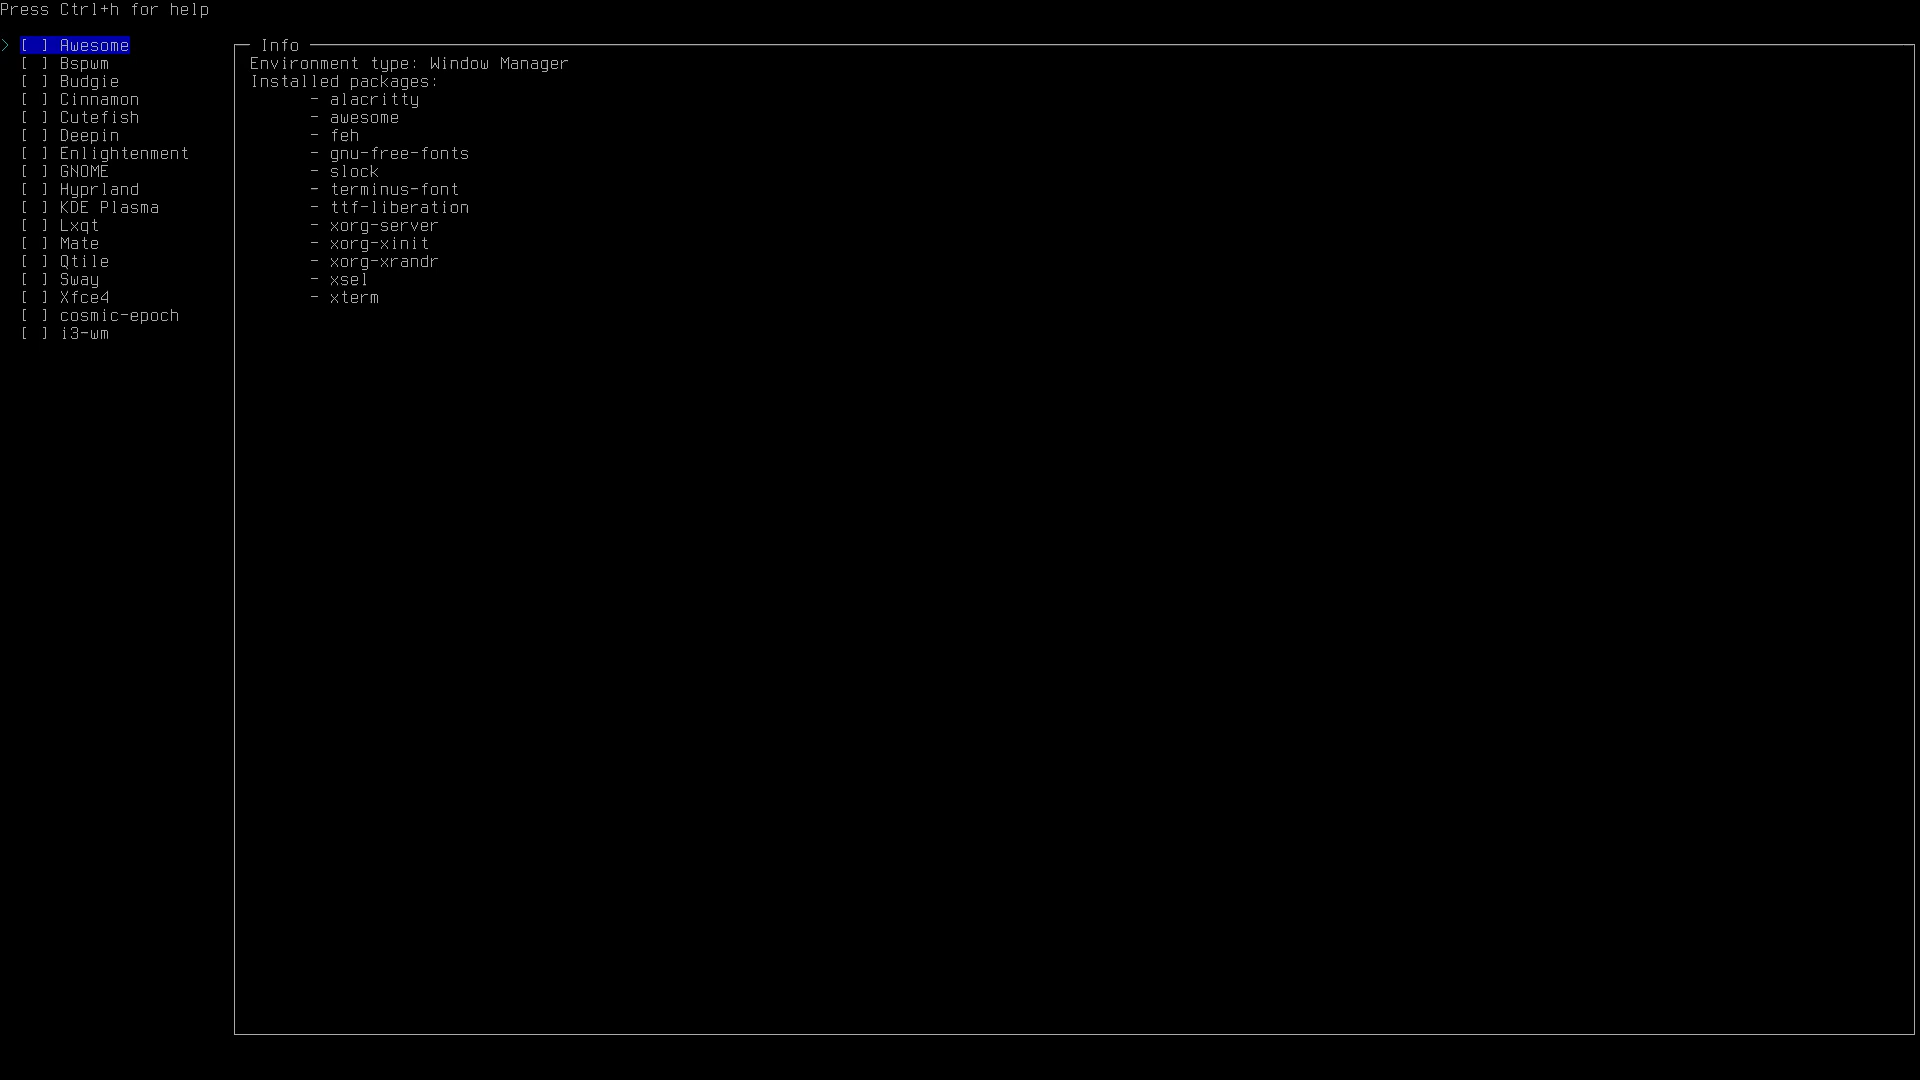 Press Ctrl+h for help
> [ ] Awesome
[ ] Bspwm
[ ] Budgie
[ ] Cinnamon
[ ] Cutefish
[ ] Deepin
[ ] Enlightenment
[ ] GNOME
[ ] Hyprland
[ ] KDE Plasma
[ ] Lxqt
[ ] Mate
[ ] Qtile
[ ] Sway
[ ] Xfce4
[ ] cosmic-epoch
[ ] i3-wm
Info
Environment type: Window Manager
Installed packages:
- alacritty
- awesome
- feh
- gnu-free-fonts
- slock
- terminus-font
- ttf-liberation
- xorg-server
- xorg-xinit
- xorg-xrandr
- xsel
- xterm